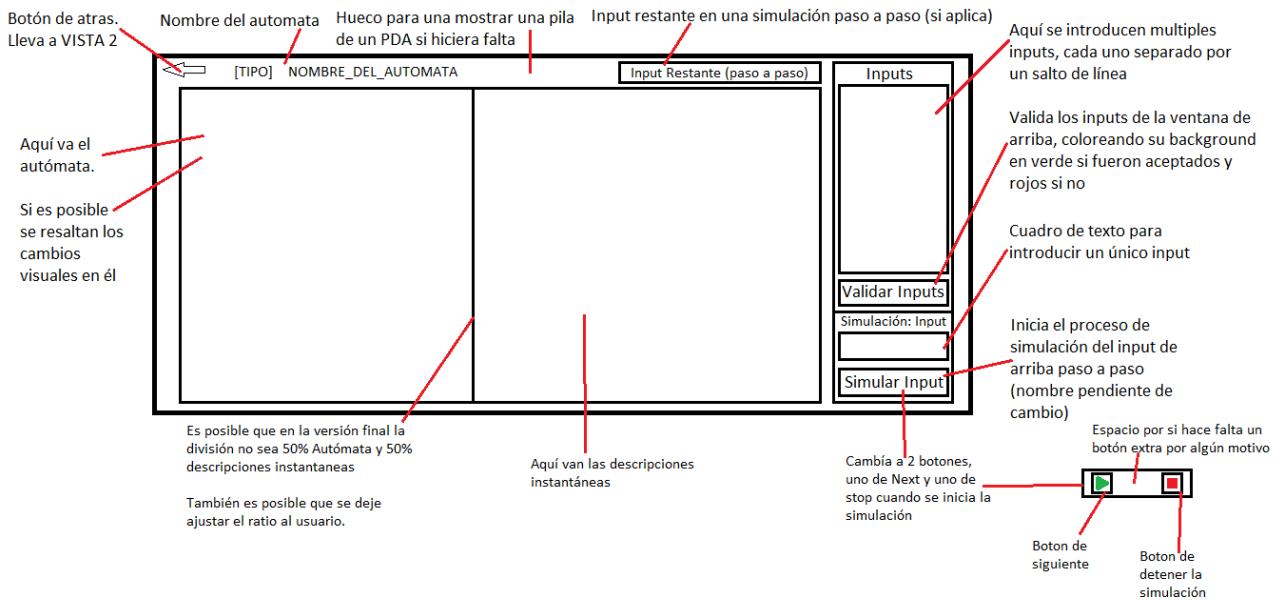 Botón de atras.
Lleva a VISTA 2
Nombre del automata
Hueco para una mostrar una pila
de un PDA si hiciera falta
Input restante en una simulación paso a paso (si aplica)
Aquí se introducen multiples
inputs, cada uno separado por
un salto de línea
[TIPO] NOMBRE_DEL_AUTOMATA
Input Restante (paso a paso)
Inputs
Aquí va el
autómata.
Si es posible
se resaltan los
cambios
visuales en él
Valida los inputs de la ventana de
arriba, coloreando su background
en verde si fueron aceptados y
rojos si no
Cuadro de texto para
introducir un único input
Validar Inputs
Simulación: Input
Simular Input
Inicia el proceso de
simulación del input de
arriba paso a paso
(nombre pendiente de
cambio)
Es posible que en la versión final la
división no sea 50% Autómata y 50%
descripciones instantaneas
También es posible que se deje
ajustar el ratio al usuario.
Aquí van las descripciones
instantáneas
Cambía a 2 botones,
uno de Next y uno de
stop cuando se inicia la
simulación
Espacio por si hace falta un
botón extra por algún motivo
Boton de
siguiente
Boton de
detener la
simulación